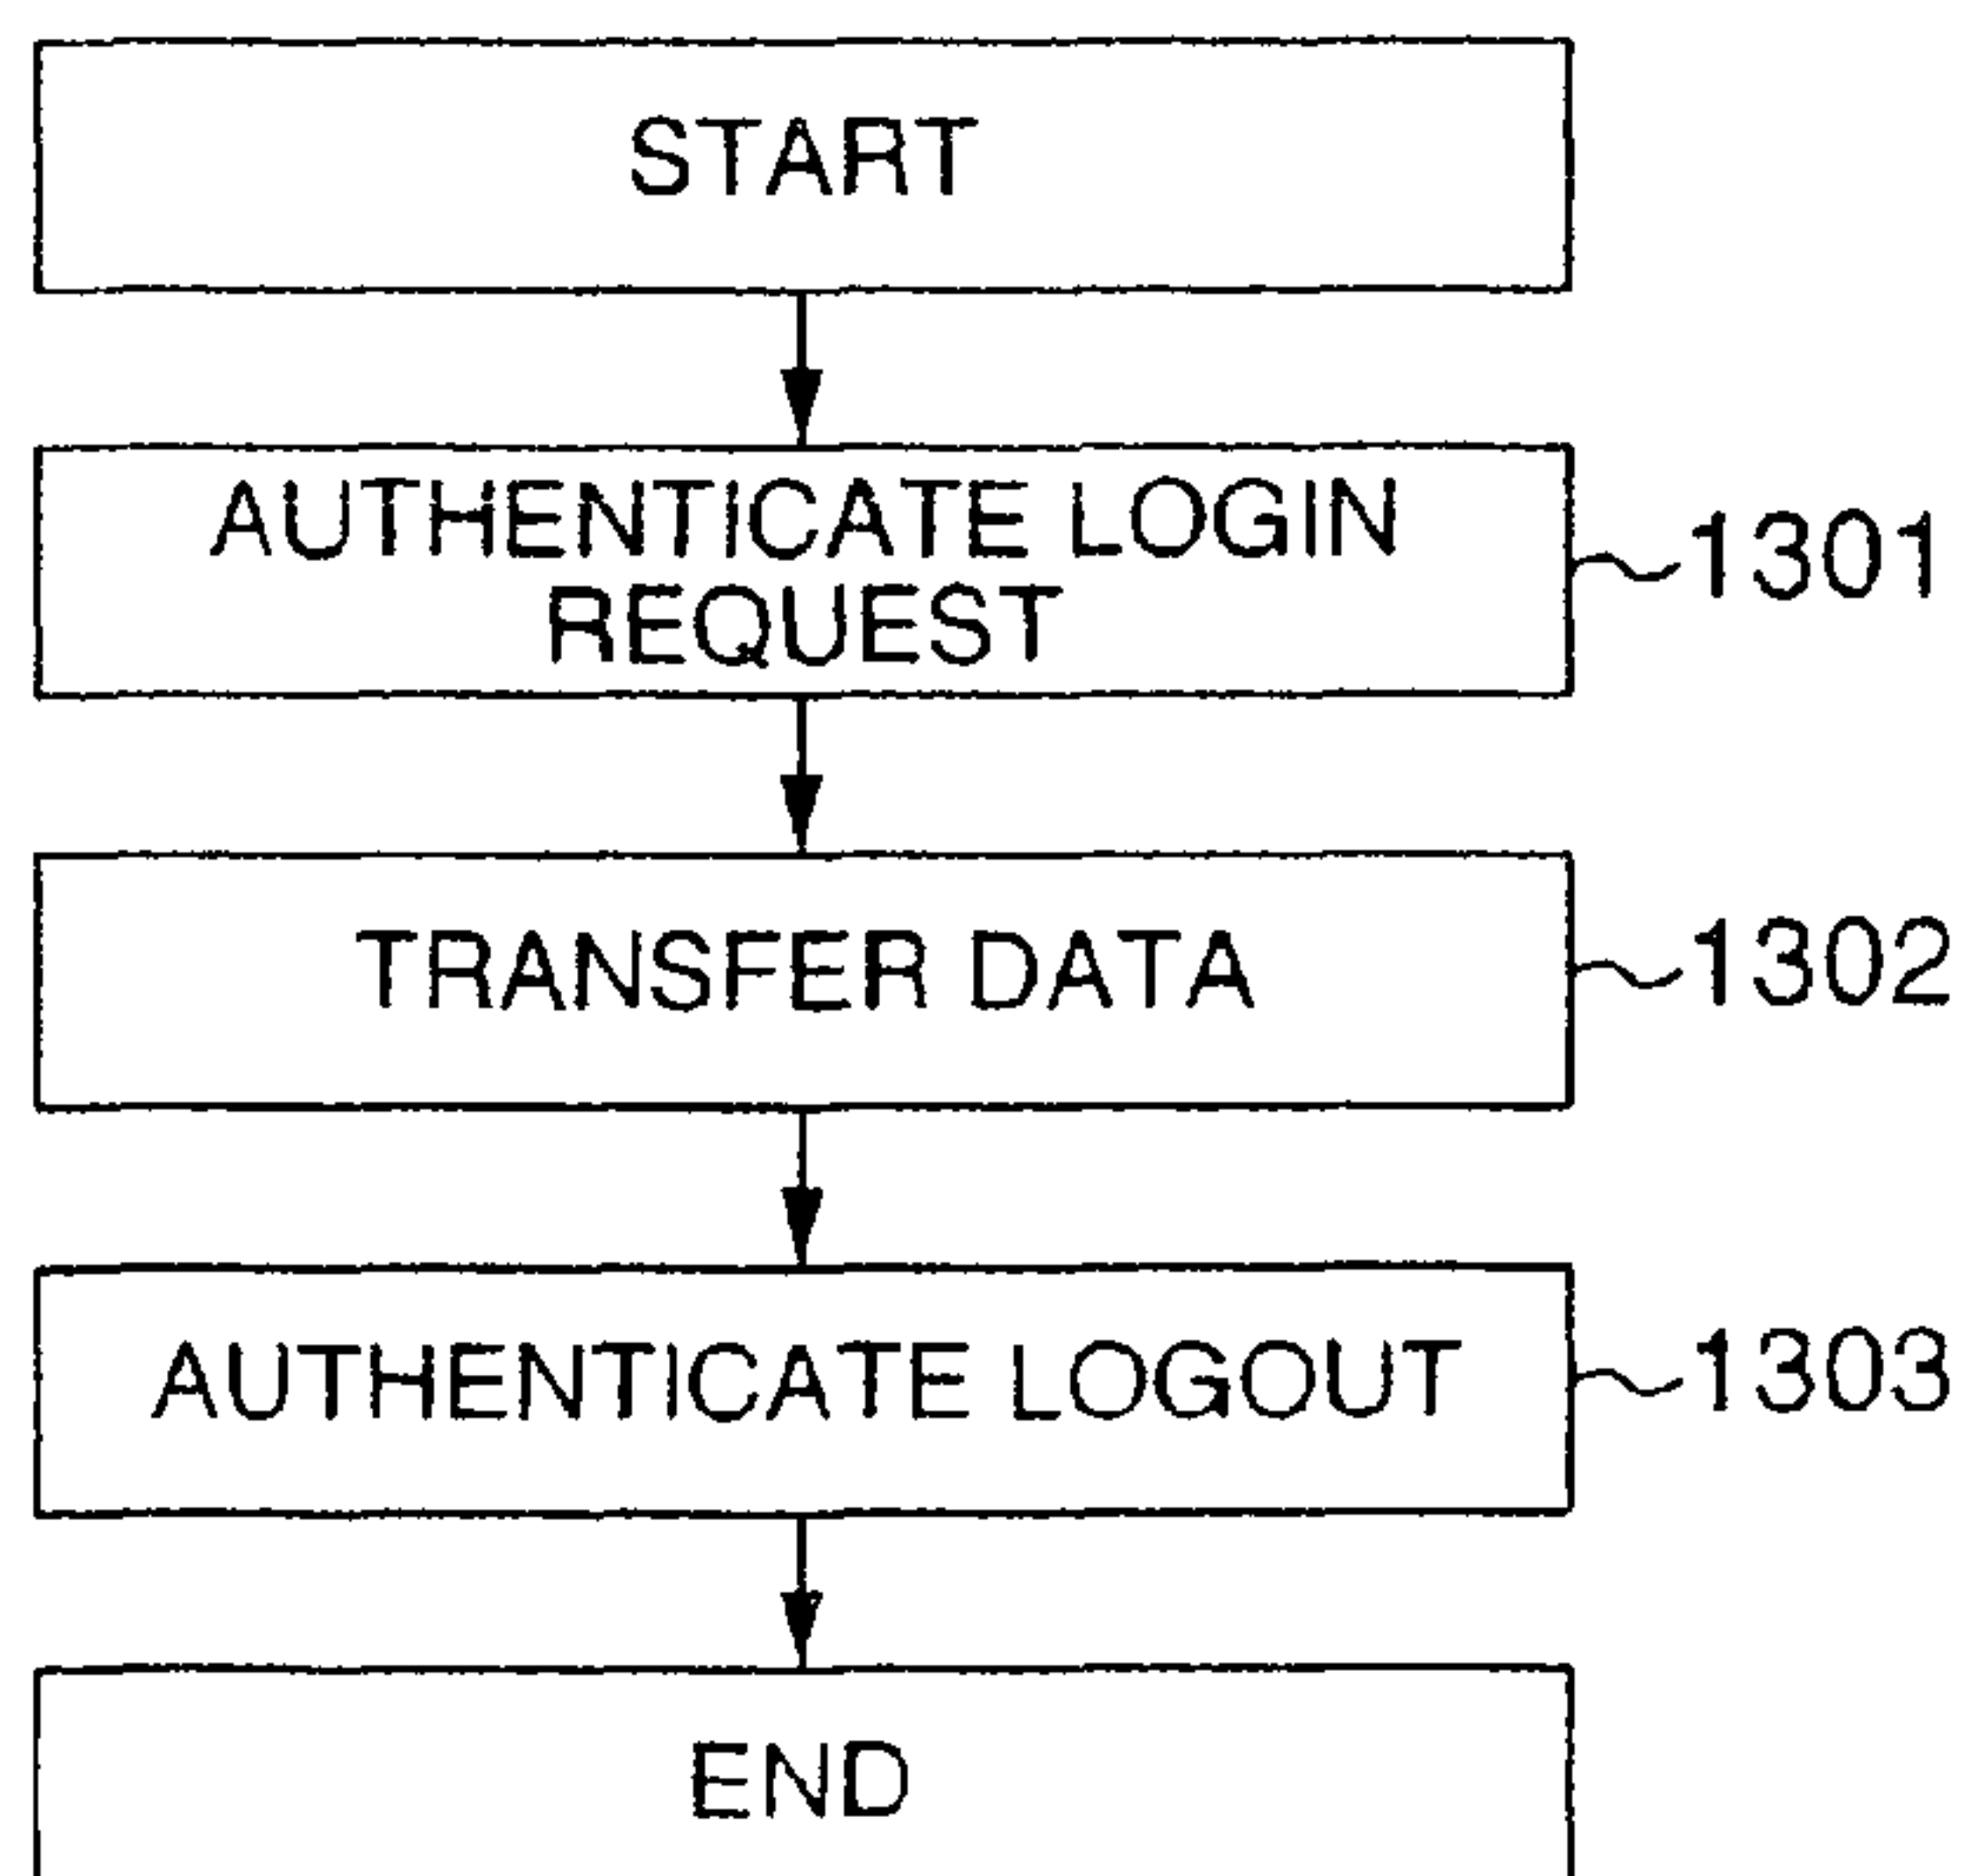 START
AUTHENTICATE LOGIN
REQUEST
1301
TRANSFER DATA
1302
AUTHENTICATE LOGOUT
1303
END